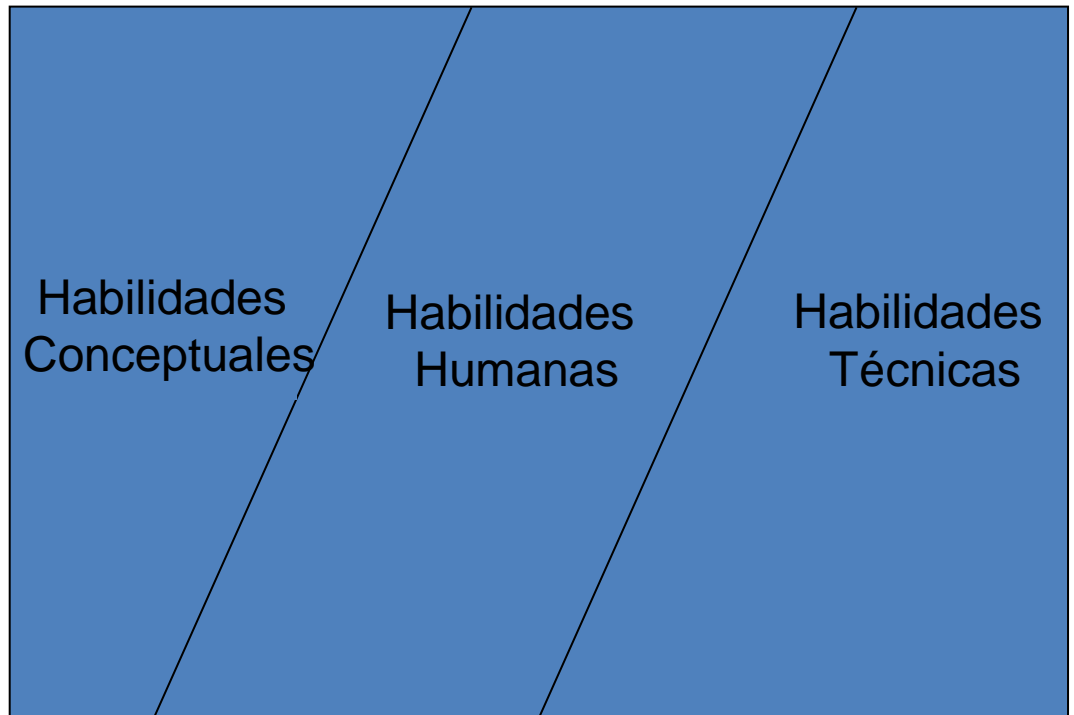 Habilidades
Conceptuales
Habilidades
Humanas
Habilidades
Técnicas